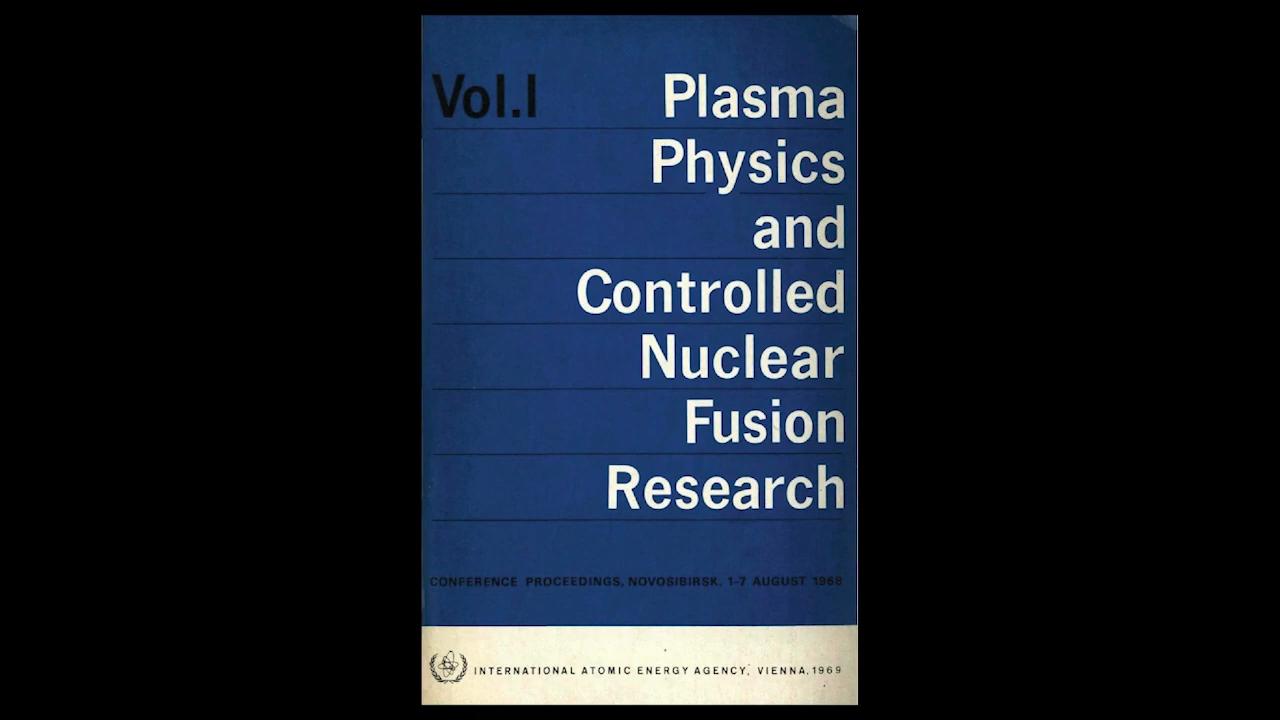 Vol.I Plasma
Physics
and
Controlled
Nuclear
Fusion
Research
CONFERENCE PROCEEDINGS, NOVOSIBIRSK. 1-7 AUGUST 1968
INTERNATIONAL ATOMIC ENERGY AGENCY, VIENNA, 1969